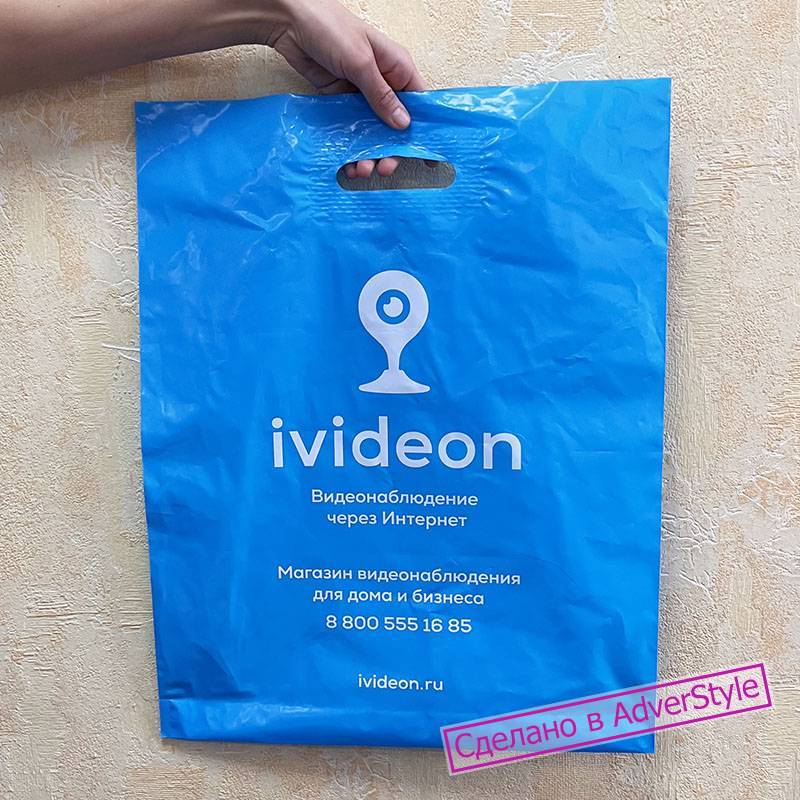 ivideon
Видеонаблюдение
через Интернет
Магазин видеонаблюдения
для дома и бизнеса
8 800 555 16 85
ivideon.ru
Сделано в AdverStyle